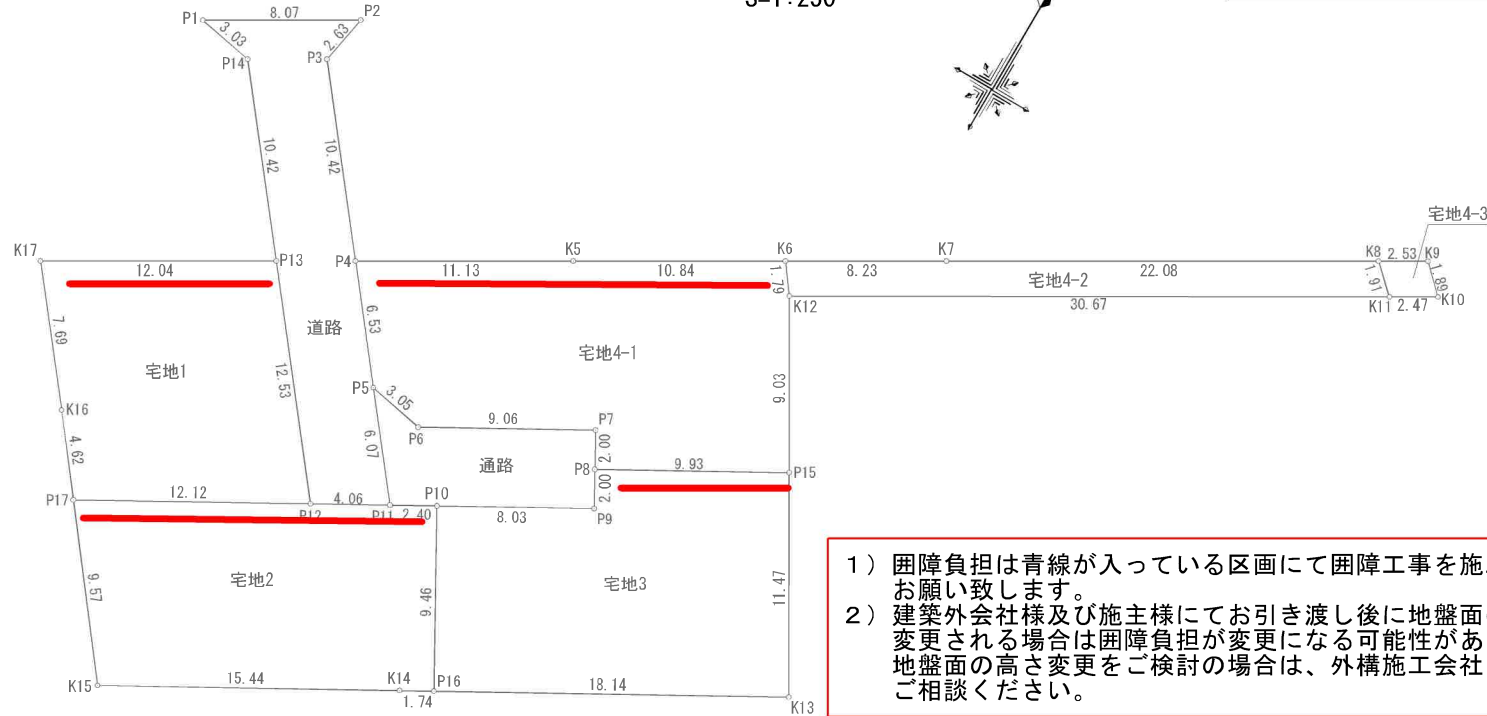 S=1:250
P1
8.07
P2
3.03
2.63
P14
P3
10.42
10.42
宅地4-3
K17
12.04
P13
P4
11.13
K5
10.84
K6
8.23
K7
22.08
K8
2.53
K9
1.79
宅地4-2
1.91
1.89
K12
30.67
K11
2.47
K10
7.69
道路
6.53
宅地4-1
宅地1
12.53
9.03
P5
3.05
K16
9.06
P7
P6
4.62
6.07
2.00
通路
P8
9.93
P15
2.00
P17
12.12
4.06
P10
P12
P11
2.40
8.03
P9
9.57
宅地2
9.46
宅地3
11.47
K15
15.44
K14
P16
1.74
18.14
K13
1）囲障負担は青線が入っている区画にて囲障工事を施
お願い致します。
2）建築外会社様及び施主様にてお引き渡し後に地盤面
変更される場合は囲障負担が変更になる可能性があ
地盤面の高さ変更をご検討の場合は、外構施工会社
ご相談ください。